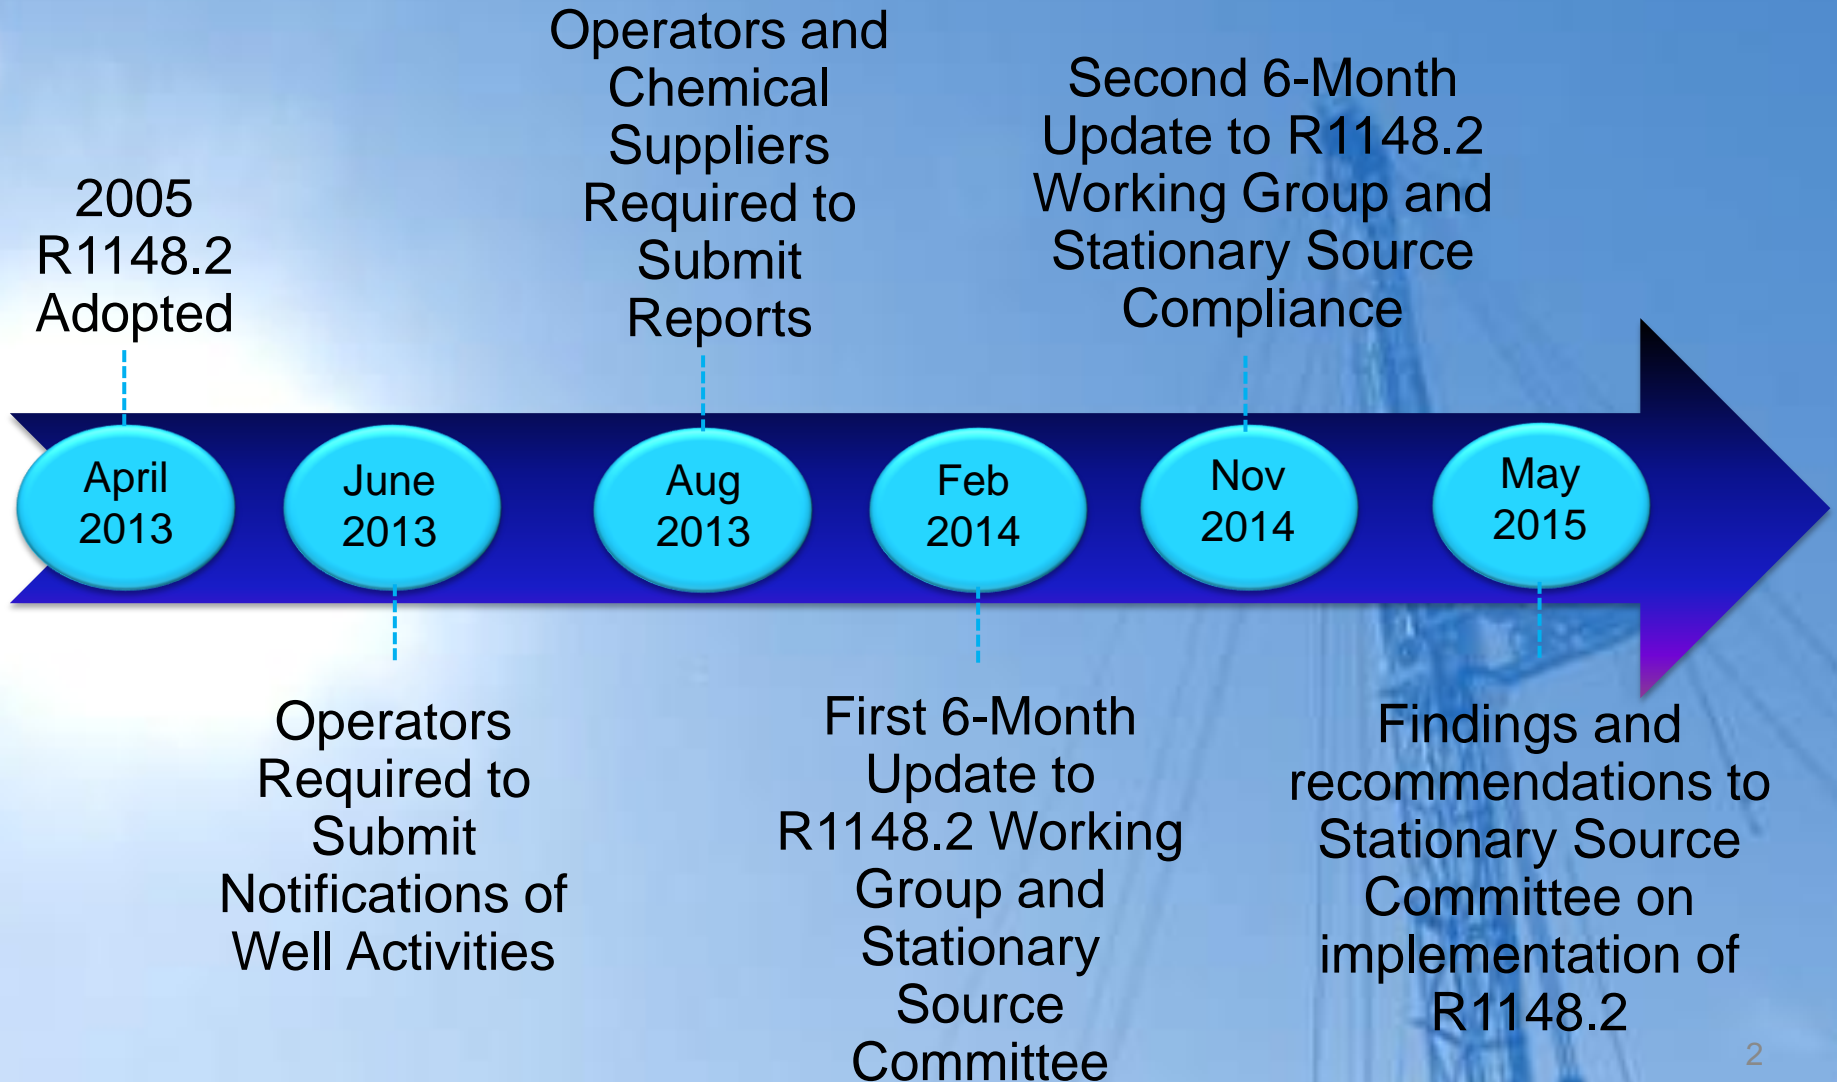 2005
R1148.2
Adopted
Operators and
Chemical
Suppliers
Required to
Submit
Reports
Second 6-Month
Update to R1148.2
Working Group and
Stationary Source
Compliance
April
2013
June
2013
Aug
2013
Feb
2014
Nov
2014
May
2015
Operators
Required to
Submit
Notifications of
Well Activities
First 6-Month
Update to
R1148.2 Working
Group and
Stationary
Source
Committee
Findings and
recommendations to
Stationary Source
Committee on
implementation of
R1148.2
2